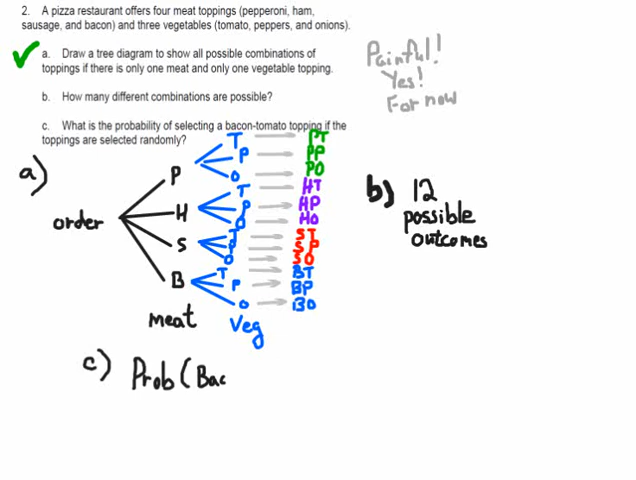 2. A pizza restaurant offers four meat toppings (pepperoni, ham,
sausage, and bacon) and three vegetables (tomato, peppers, and onions).
a. Draw a tree diagram to show all possible combinations of
toppings if there is only one meat and only one vegetable topping.
b. How many different combinations are possible?
c. What is the probability of selecting a bacon-tomato topping if the
toppings are selected randomly?
Painful!
Yes!
For now
a)
order
P
T PT
P PP
O PO
H
T HT
P HP
O HO
S
T ST
P SP
O SO
B
T BT
P BP
O BO
meat Veg
b) 12
possible
outcomes
c) Prob (Bac